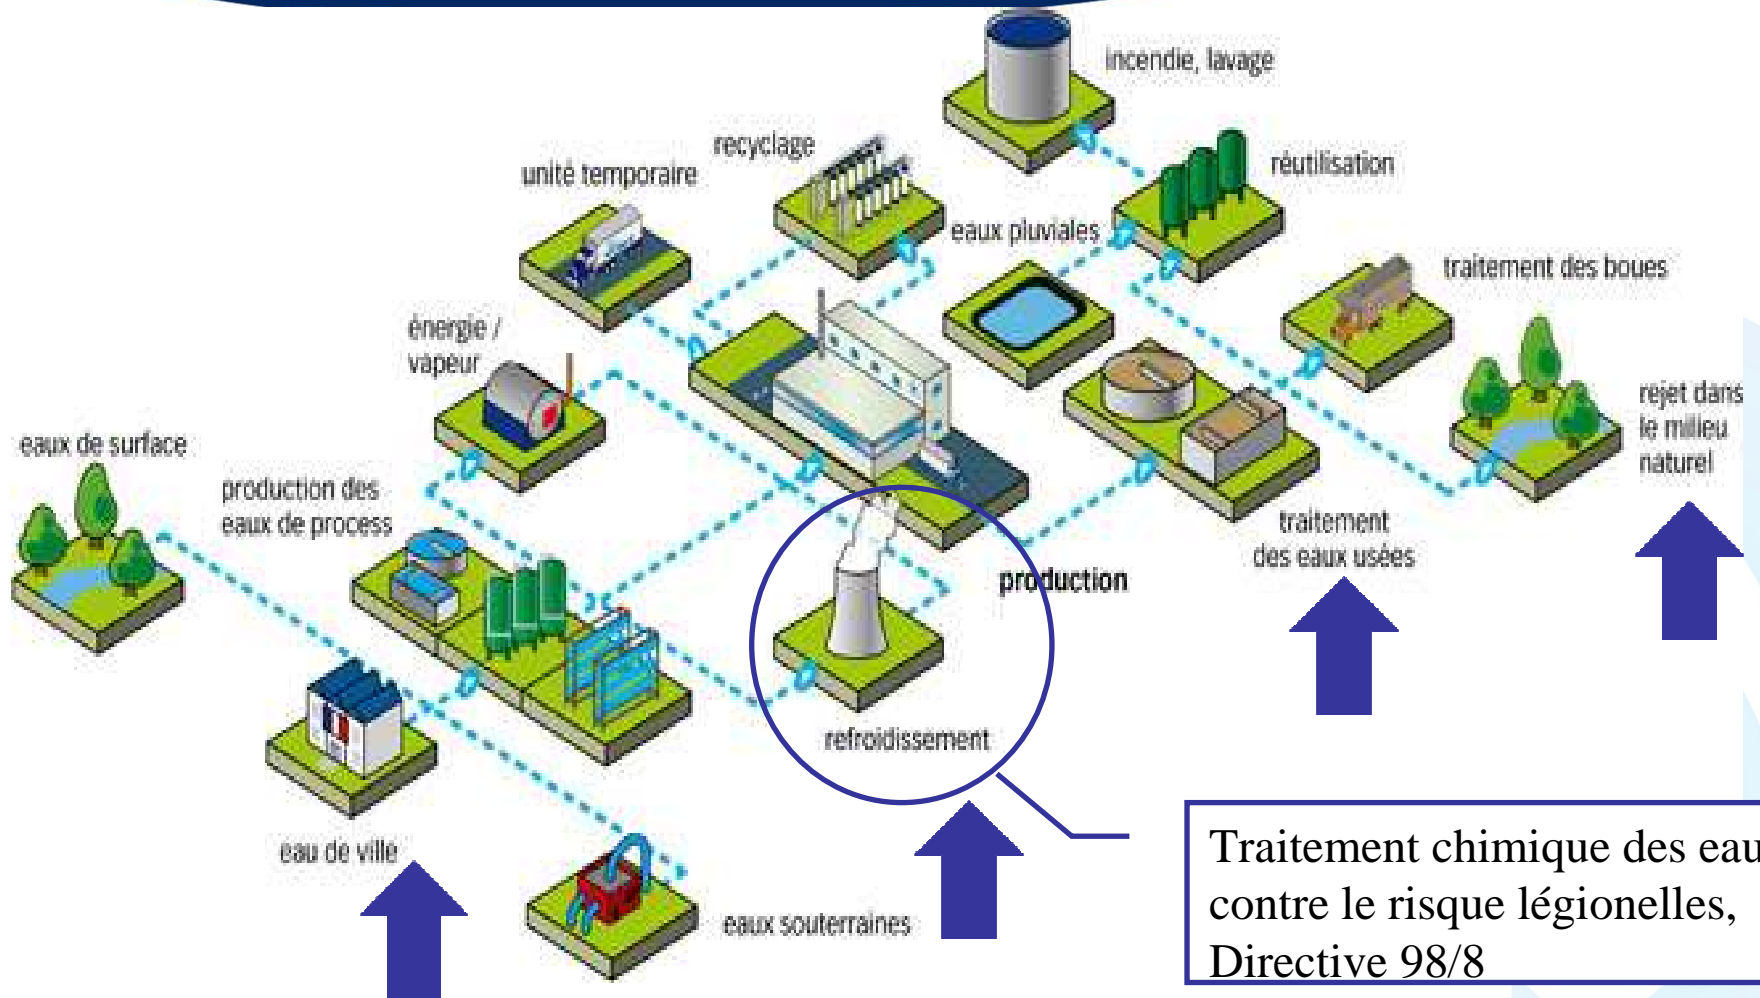 incendie, lavage
recyclage
unité temporaire
réutilisation
eaux pluviales
traitement des boues
énergie /
vapeur
rejet dans
le milieu
naturel
eaux de surface
production des
eaux de process
traitement
des eaux usées
production
refroidissement
eau de ville
eaux souterraines
Traitement chimique des eau
contre le risque légionelles,
Directive 98/8